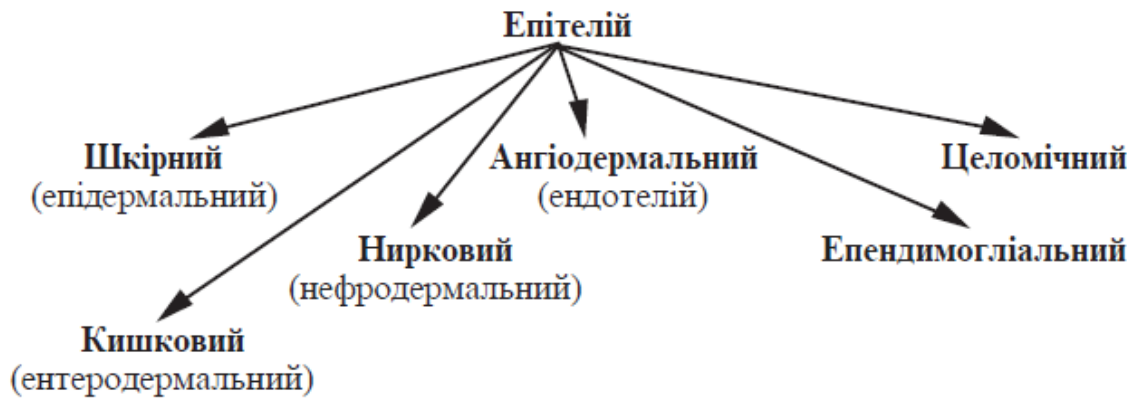 Епітелій
Шкірний
(епідермальний)
Ангіодермальний
(ендотелій)
Целомічний
Нирковий
(нефродермальний)
Епендимогліальний
Кишковий
(ентеродермальний)